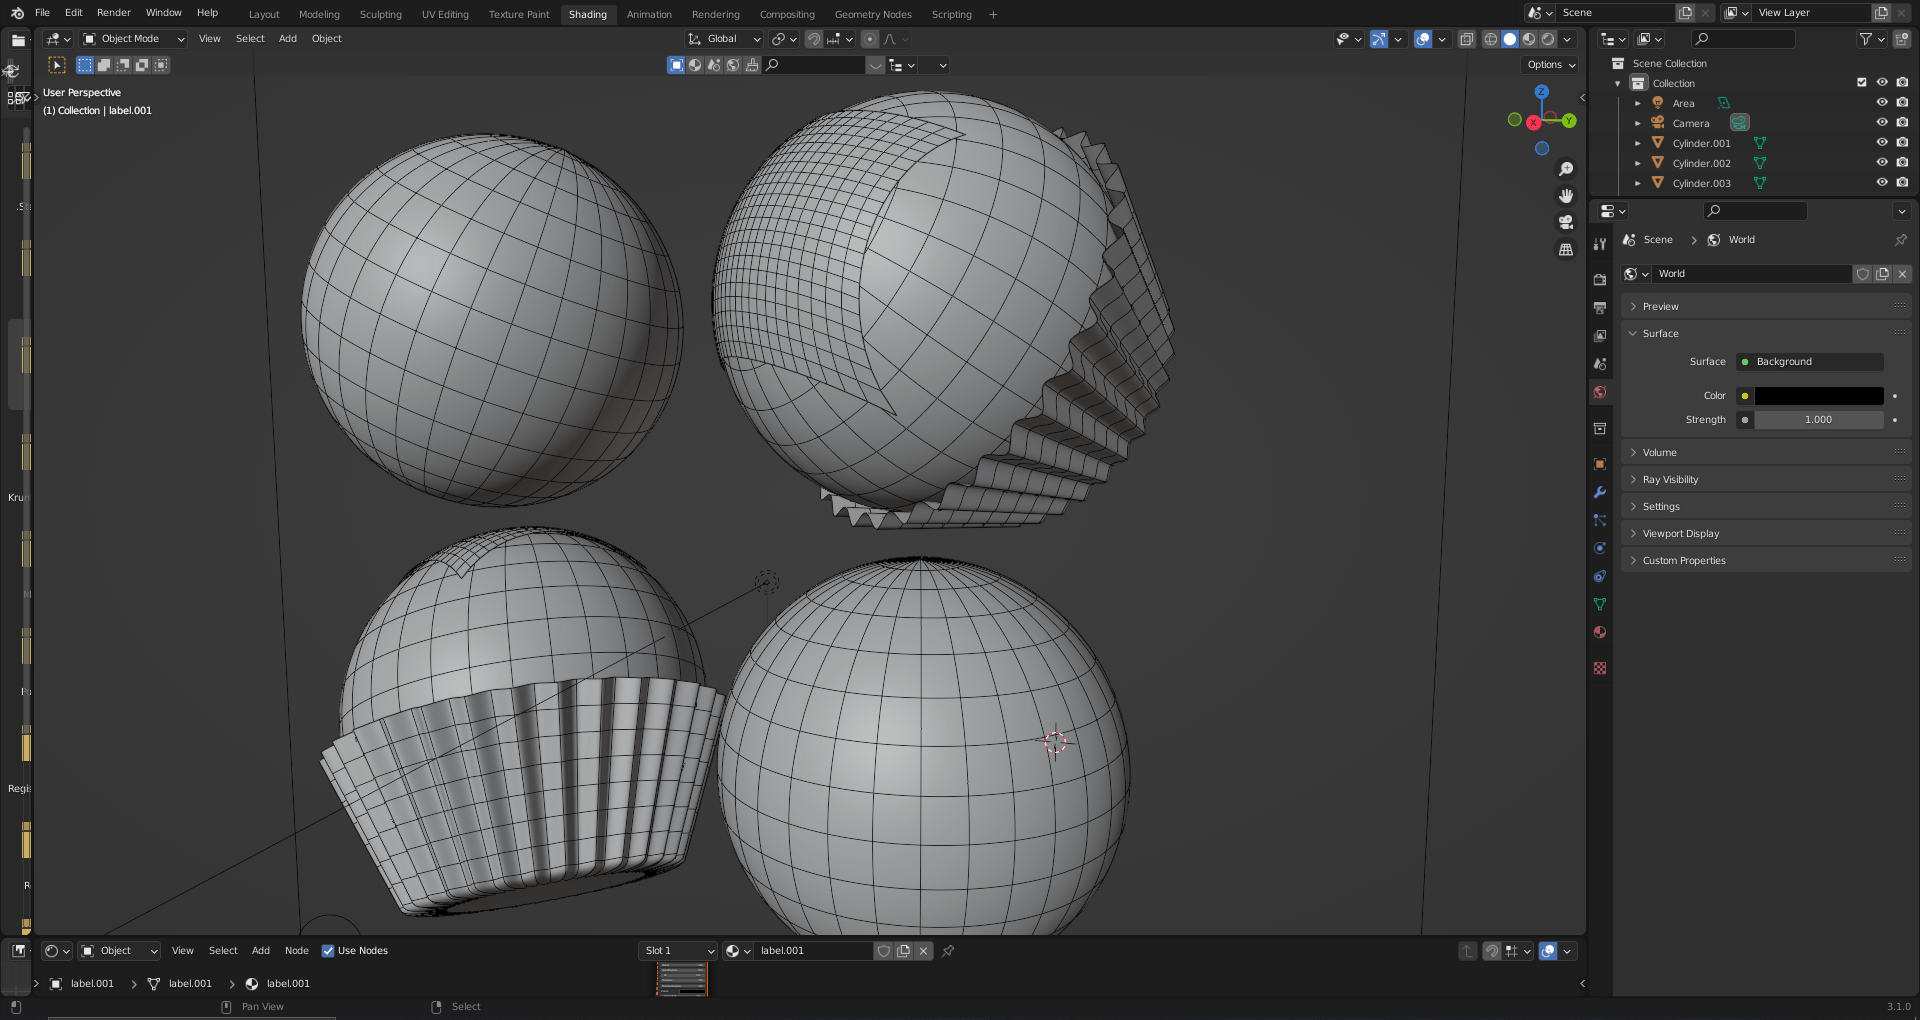 File Edit Render Window Help Layout Modeling Sculpting UV Editing Texture Paint Shading Animation Rendering Compositing Geometry Nodes Scripting + Scene View Layer
Object Mode View Select Add Object Global
Options
User Perspective
(1) Collection | label.001
Z
X Y
Scene Collection
Collection
Area
Camera
Cylinder.001
Cylinder.002
Cylinder.003
Scene > World
World
Preview
Surface
Surface Background
Color
Strength 1.000
Volume
Ray Visibility
Settings
Viewport Display
Custom Properties
Object View Select Add Node Use Nodes Slot 1 label.001
label.001 > label.001 > label.001
Pan View Select 3.1.0